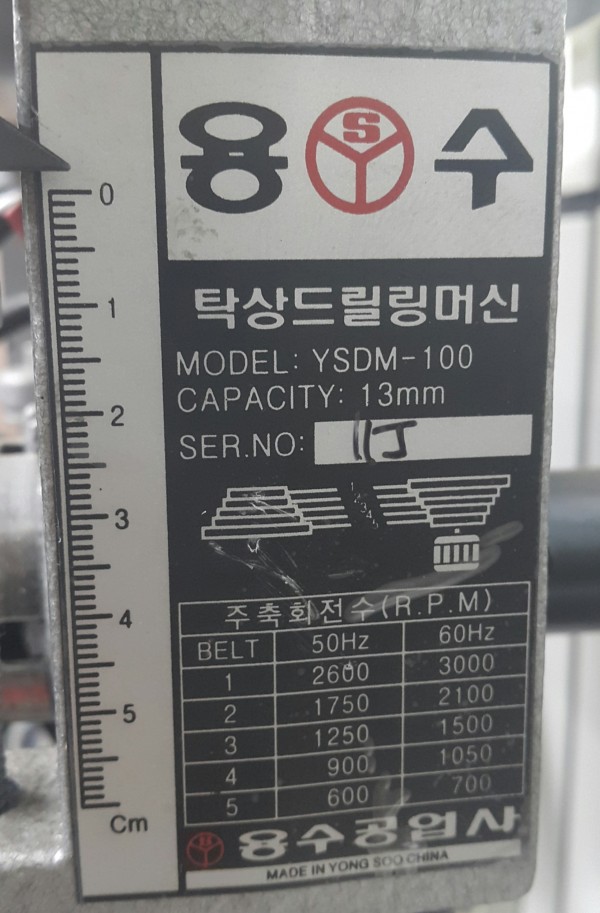 용 S 수
0
1
2
3
4
5
Cm
탁상드릴링머신
MODEL: YSDM-100
CAPACITY: 13mm
SER.NO: 11J
주축회전수(R.P.M)
BELT 50Hz 60Hz
1 2600 3000
2 1750 2100
3 1250 1500
4 900 1050
5 600 700
용수공업사
MADE IN YONG SOO CHINA